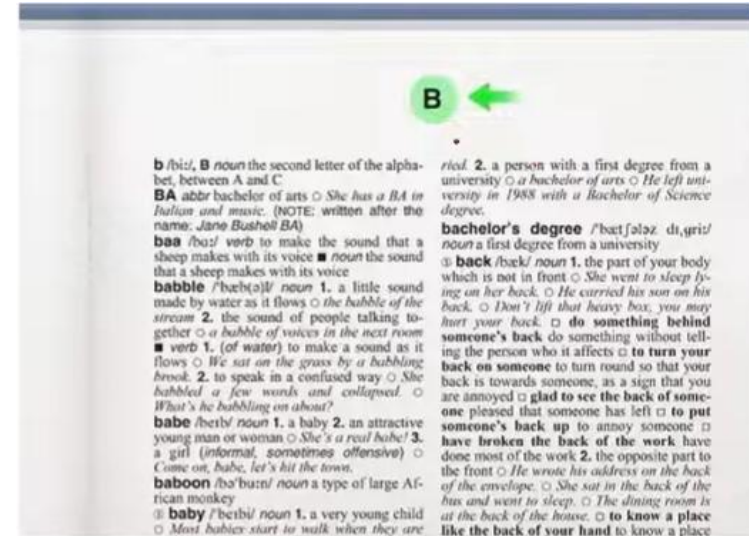 B
b /biː/, B noun the second letter of the alpha-
bet, between A and C
BA abbr bachelor of arts ○ She has a BA in
Italian and music. (NOTE: written after the
name: Jane Bushell BA)
baa /bɑː/ verb to make the sound that a
sheep makes with its voice ■ noun the sound
that a sheep makes with its voice
babble /ˈbæb(ə)l/ noun 1. a little sound
made by water as it flows ○ the babble of the
stream 2. the sound of people talking to-
gether ○ a babble of voices in the next room
■ verb 1. (of water) to make a sound as it
flows ○ We sat on the grass by a babbling
brook. 2. to speak in a confused way ○ She
babbled a few words and collapsed. ○
What's he babbling on about?
babe /beɪb/ noun 1. a baby 2. an attractive
young man or woman ○ She's a real babe! 3.
a girl (informal, sometimes offensive) ○
Come on, babe, let's hit the town.
baboon /bəˈbuːn/ noun a type of large Af-
rican monkey
① baby /ˈbeɪbi/ noun 1. a very young child
○ Most babies start to walk when they are
ried. 2. a person with a first degree from a
university ○ a bachelor of arts ○ He left uni-
versity in 1988 with a Bachelor of Science
degree.
bachelor's degree /ˈbætʃələz dɪˌɡriː/
noun a first degree from a university
① back /bæk/ noun 1. the part of your body
which is not in front ○ She went to sleep ly-
ing on her back. ○ He carried his son on his
back. ○ Don't lift that heavy box, you may
hurt your back. □ do something behind
someone's back do something without tell-
ing the person who it affects □ to turn your
back on someone to turn round so that your
back is towards someone, as a sign that you
are annoyed □ glad to see the back of some-
one pleased that someone has left □ to put
someone's back up to annoy someone □
have broken the back of the work have
done most of the work 2. the opposite part to
the front ○ He wrote his address on the back
of the envelope. ○ She sat in the back of the
bus and went to sleep. ○ The dining room is
at the back of the house. □ to know a place
like the back of your hand to know a place